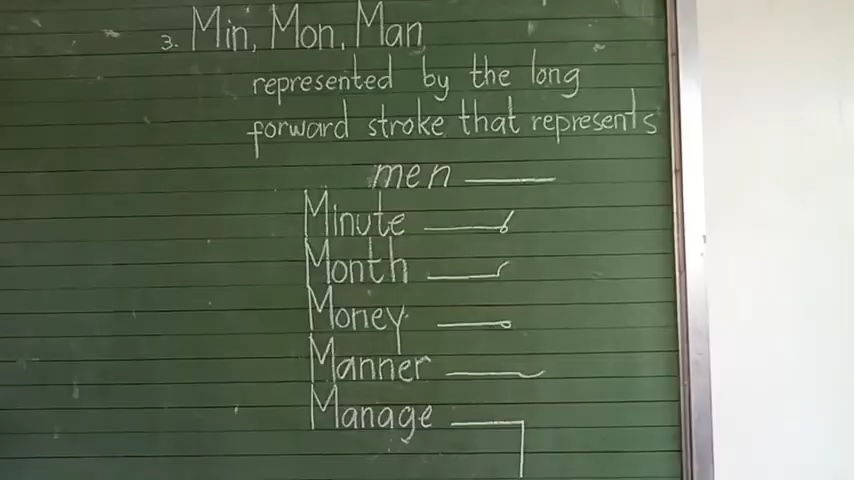 3. Min, Mon, Man
represented by the long
forward stroke that represents
men
Minute
Month
Money
Manner
Manage